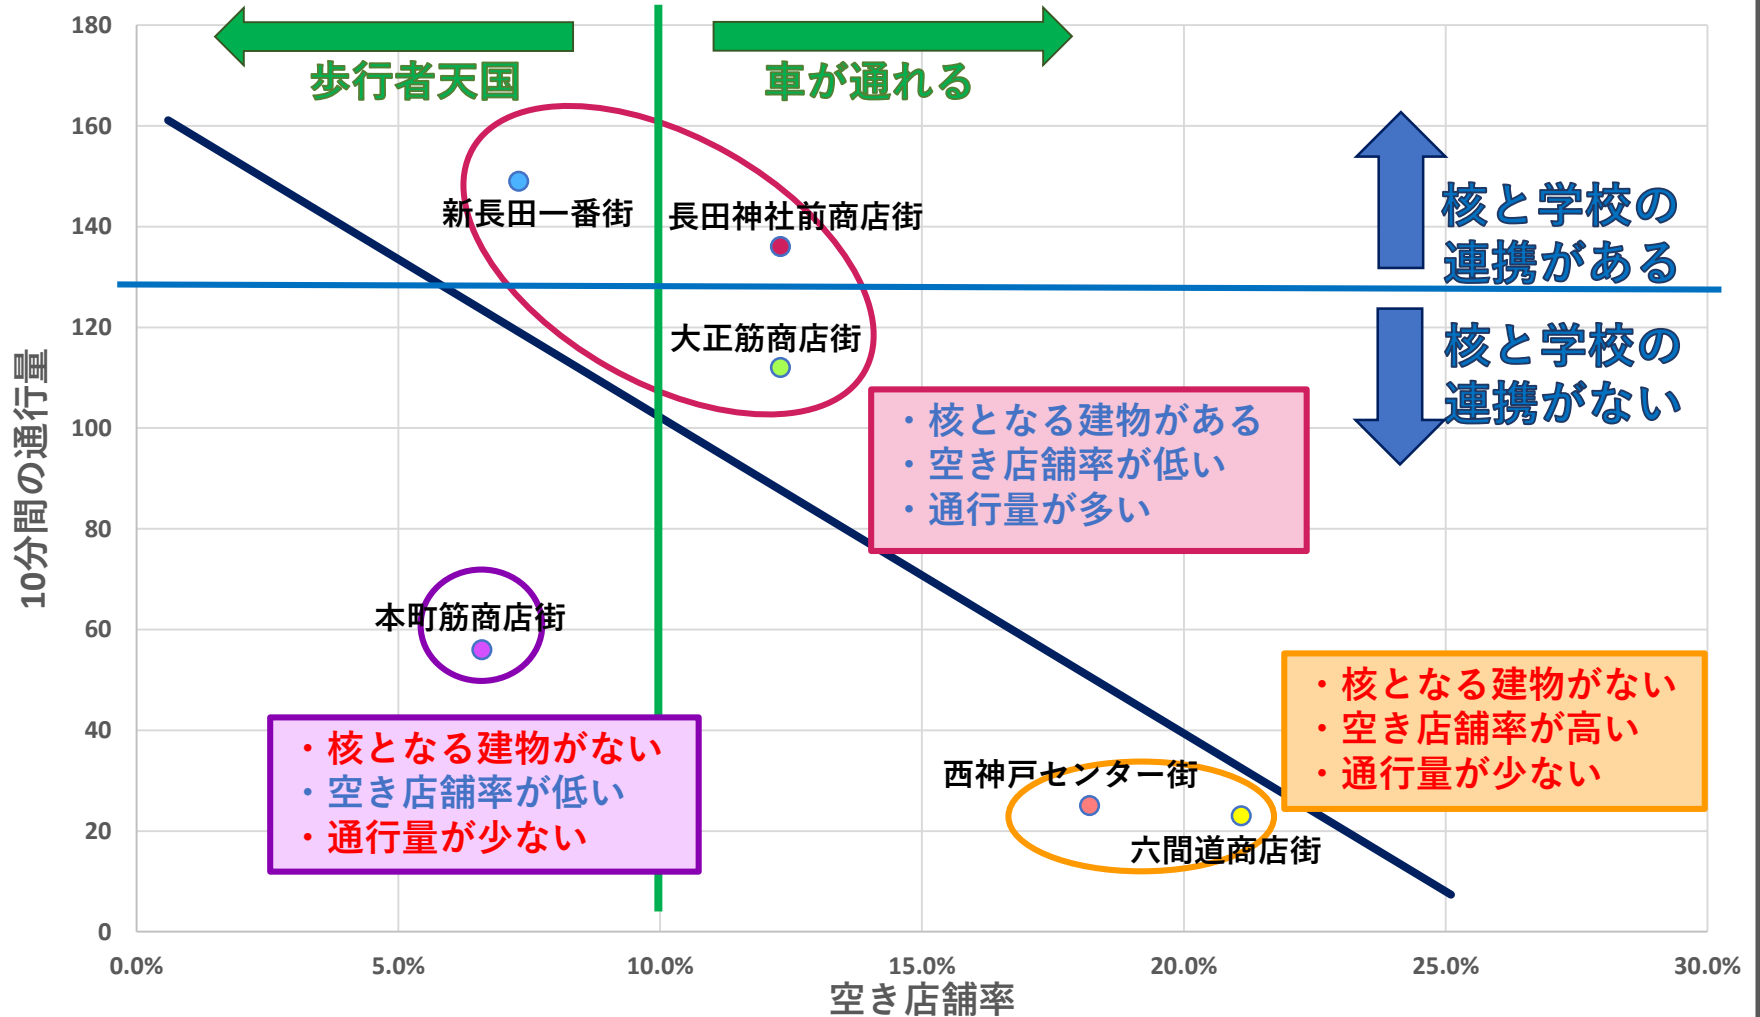 180
160
140
120
100
80
60
40
20
0
10分間の通行量
歩行者天国
車が通れる
新長田一番街
長田神社前商店街
大正筋商店街
核と学校の
連携がある
核と学校の
連携がない
・核となる建物がある
・空き店舗率が低い
・通行量が多い
本町筋商店街
・核となる建物がない
・空き店舗率が低い
・通行量が少ない
・核となる建物がない
・空き店舗率が高い
・通行量が少ない
西神戸センター街
六間道商店街
0.0%
5.0%
10.0%
15.0%
20.0%
25.0%
30.0%
空き店舗率